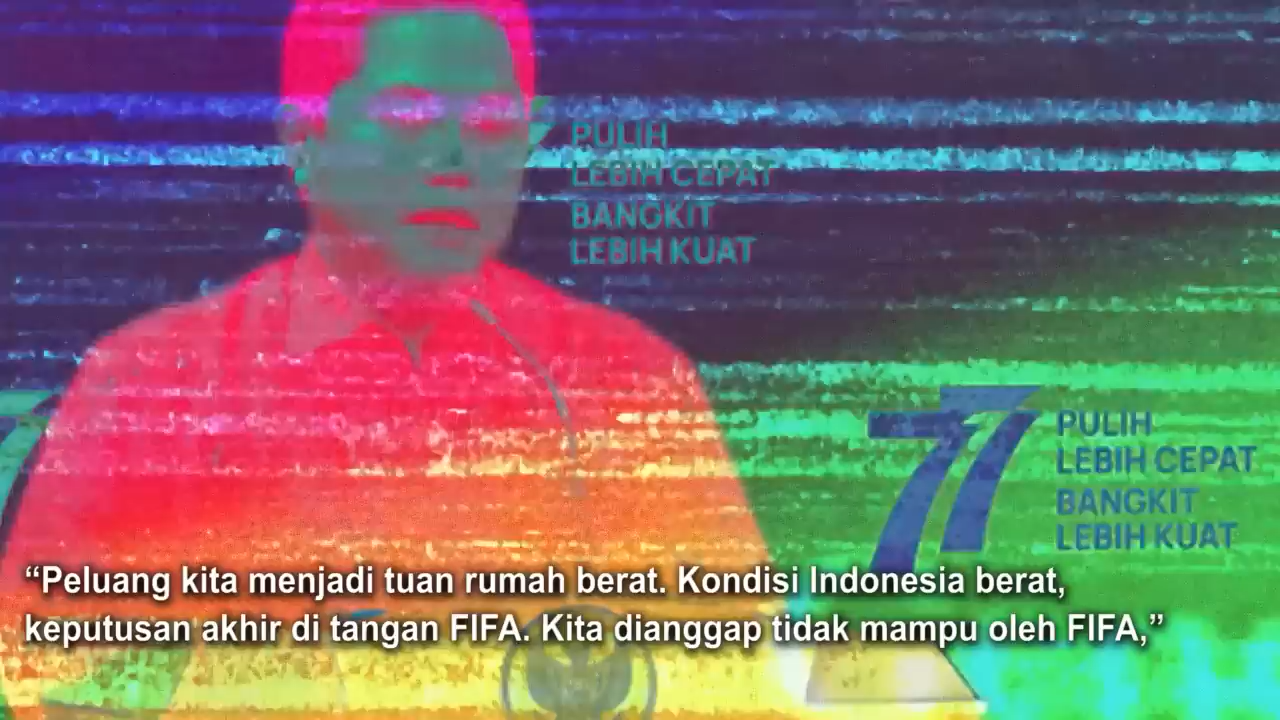 PULIH
LEBIH CEPAT
BANGKIT
LEBIH KUAT
77
PULIH
LEBIH CEPAT
BANGKIT
LEBIH KUAT
“Peluang kita menjadi tuan rumah berat. Kondisi Indonesia berat,
keputusan akhir di tangan FIFA. Kita dianggap tidak mampu oleh FIFA,”